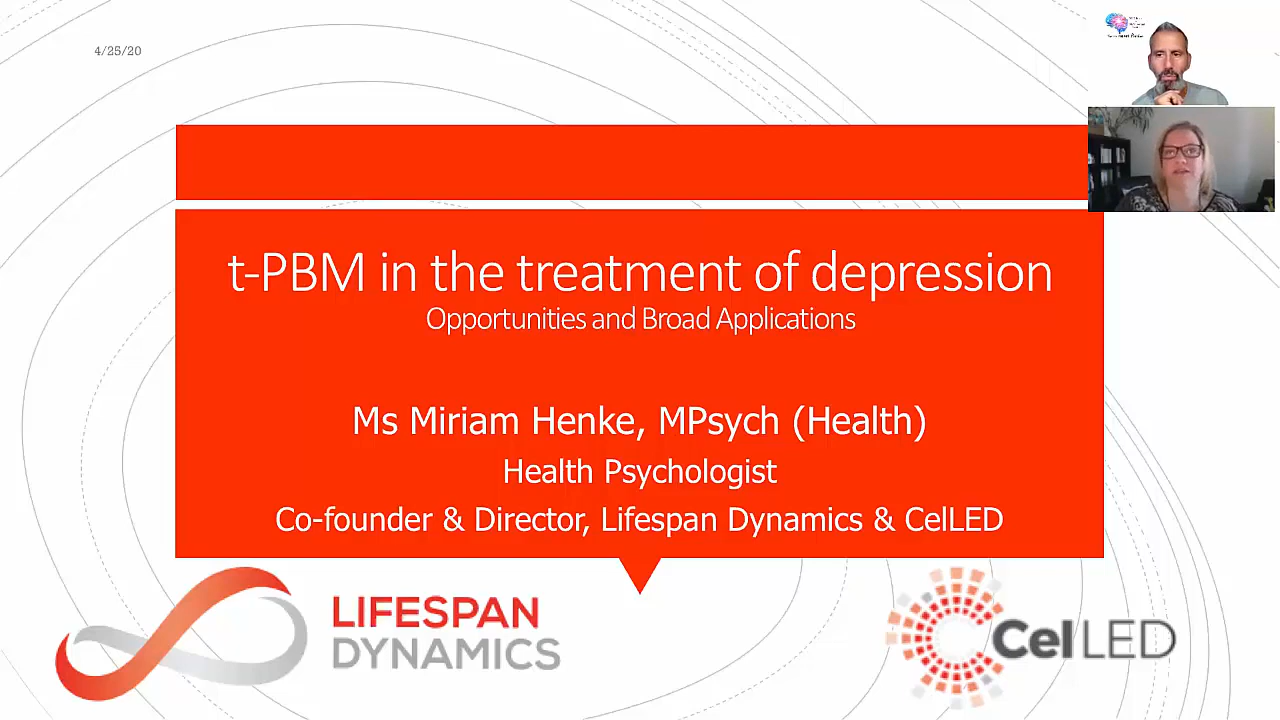 4/25/20
t-PBM in the treatment of depression
Opportunities and Broad Applications
Ms Miriam Henke, MPsych (Health)
Health Psychologist
Co-founder & Director, Lifespan Dynamics & CelLED
LIFESPAN
DYNAMICS
CelLED